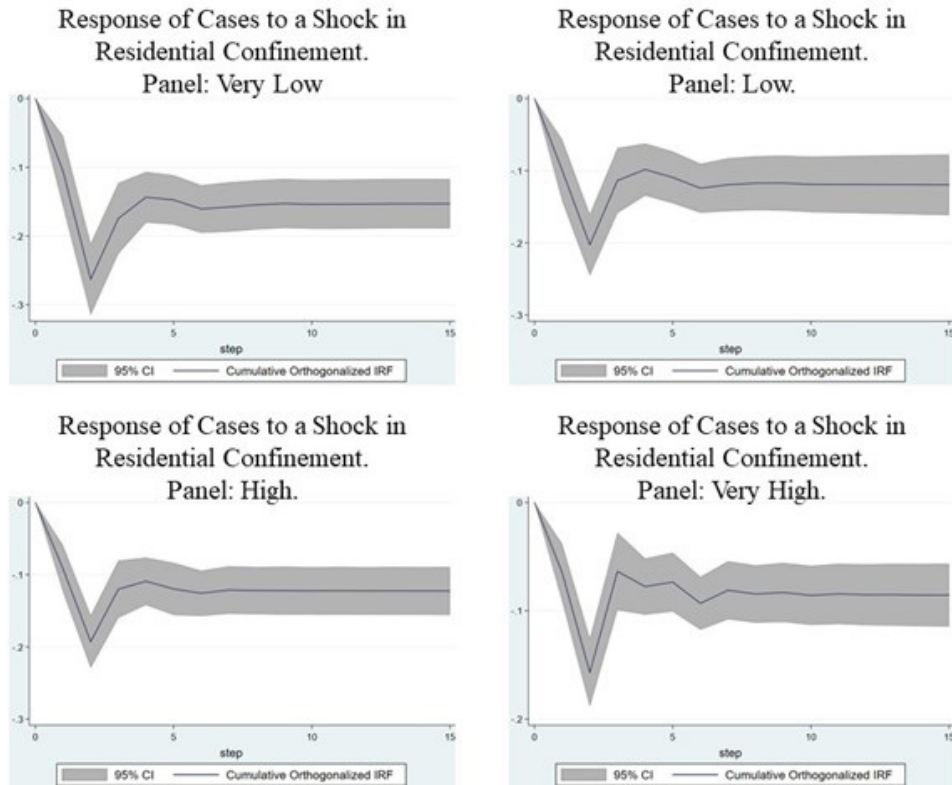 Response of Cases to a Shock in
Residential Confinement.
Panel: Very Low
0
-.1
-.2
-.3
0
5
10
15
step
95% CI
Cumulative Orthogonalized IRF
Response of Cases to a Shock in
Residential Confinement.
Panel: Low.
0
-.1
-.2
-.3
0
5
10
15
step
95% CI
Cumulative Orthogonalized IRF
Response of Cases to a Shock in
Residential Confinement.
Panel: High.
0
-.1
-.2
-.3
0
5
10
15
step
95% CI
Cumulative Orthogonalized IRF
Response of Cases to a Shock in
Residential Confinement.
Panel: Very High.
0
-.1
-.2
0
5
10
15
step
95% CI
Cumulative Orthogonalized IRF